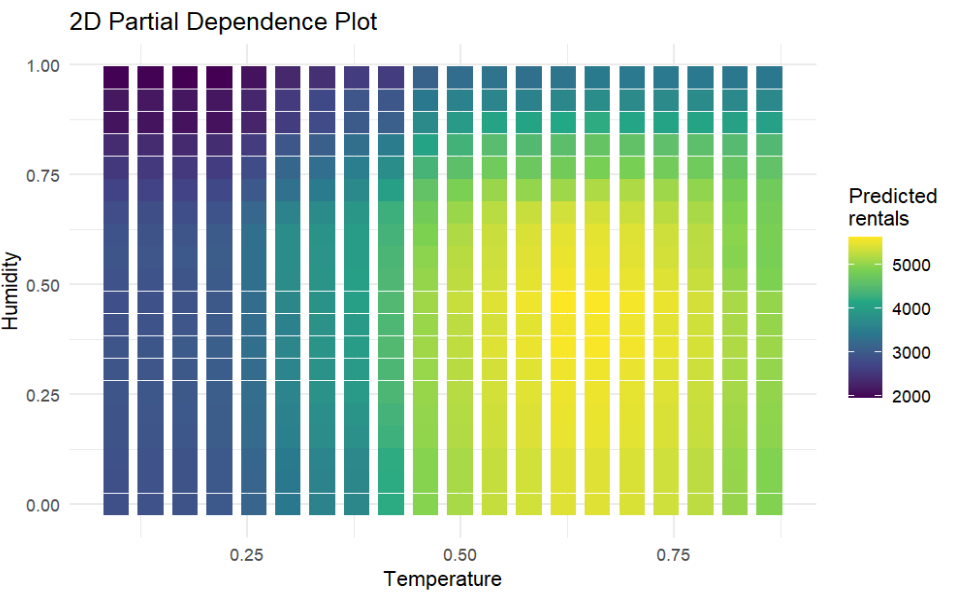 2D Partial Dependence Plot
1.00
0.75
0.50
0.25
0.00
Humidity
0.25
0.50
0.75
Temperature
Predicted
rentals
5000
4000
3000
2000